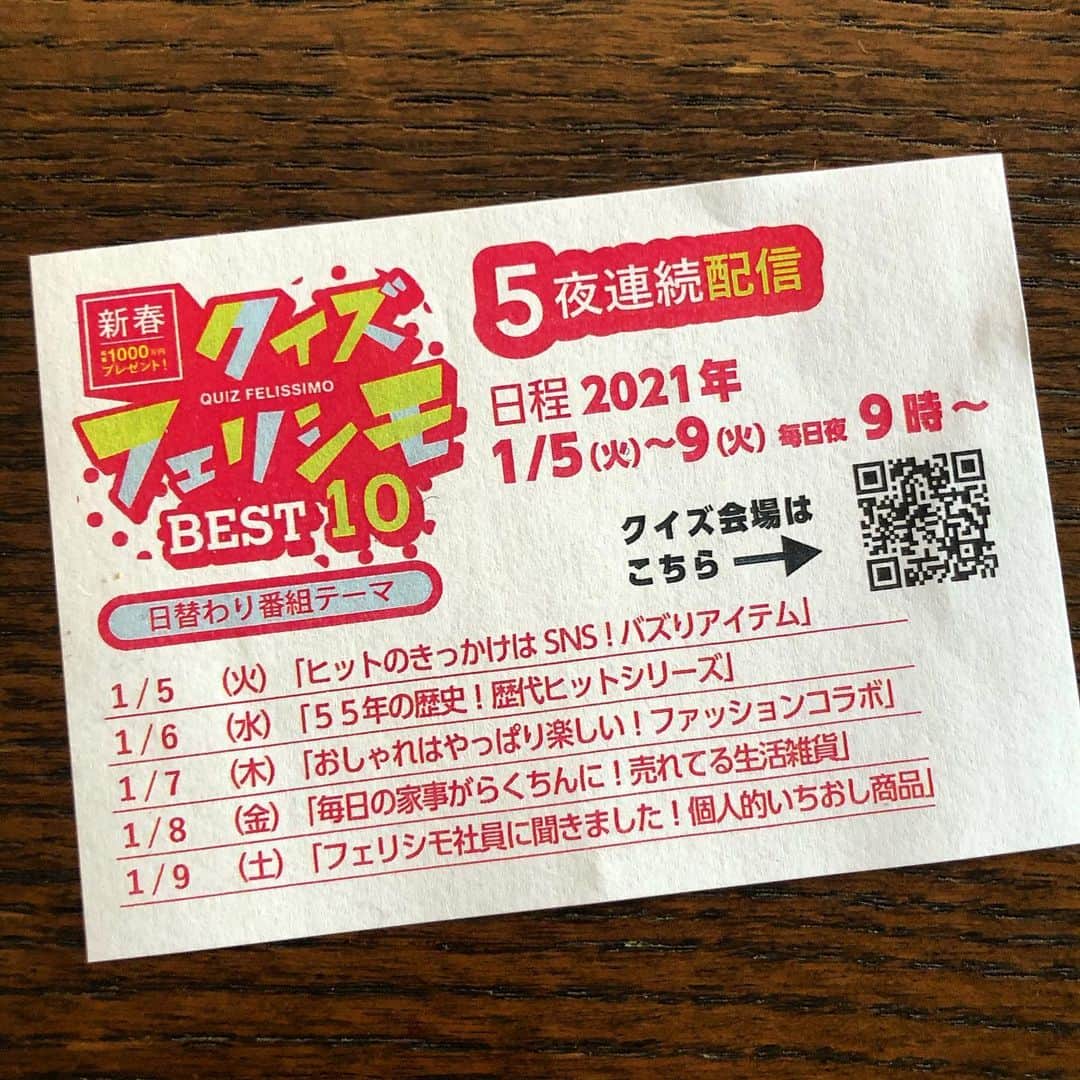 新春
総額1000万円
プレゼント！
クイズ
QUIZ FELISSIMO
フェリシモ
BEST 10
5夜連続配信
日程 2021年
1/5（火）～9（火）毎日夜 9時～
クイズ会場は
こちら
日替わり番組テーマ
1/5 （火）「ヒットのきっかけは SNS！バズりアイテム」
1/6 （水）「５５年の歴史！歴代ヒットシリーズ」
1/7 （木）「おしゃれはやっぱり楽しい！ファッションコラボ」
1/8 （金）「毎日の家事がらくちんに！売れてる生活雑貨」
1/9 （土）「フェリシモ社員に聞きました！個人的いちおし商品」